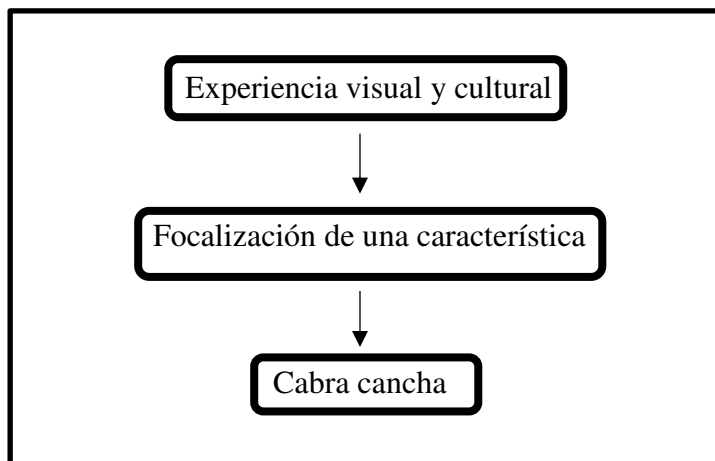 Experiencia visual y cultural
Focalización de una característica
Cabra cancha